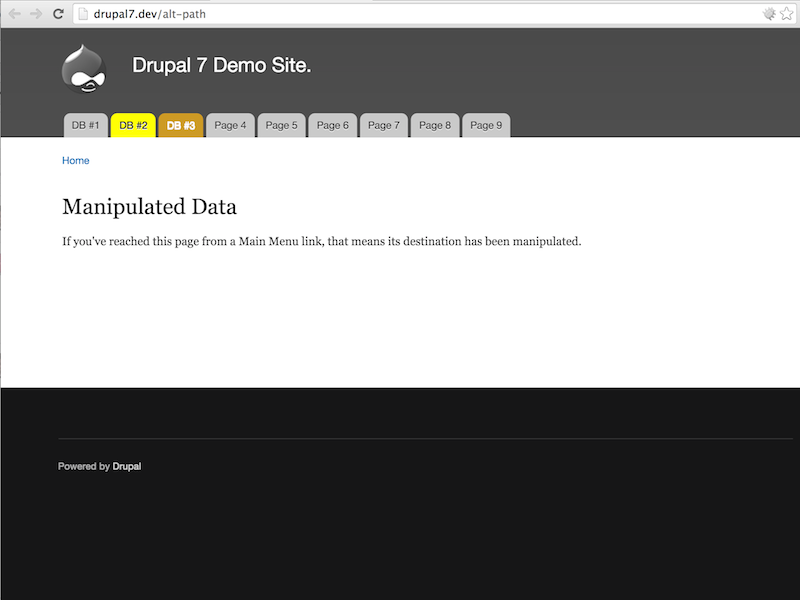 drupal7.dev/alt-path
Drupal 7 Demo Site.
DB #1 DB #2 DB #3 Page 4 Page 5 Page 6 Page 7 Page 8 Page 9
Home
Manipulated Data
If you've reached this page from a Main Menu link, that means its destination has been manipulated.
Powered by Drupal